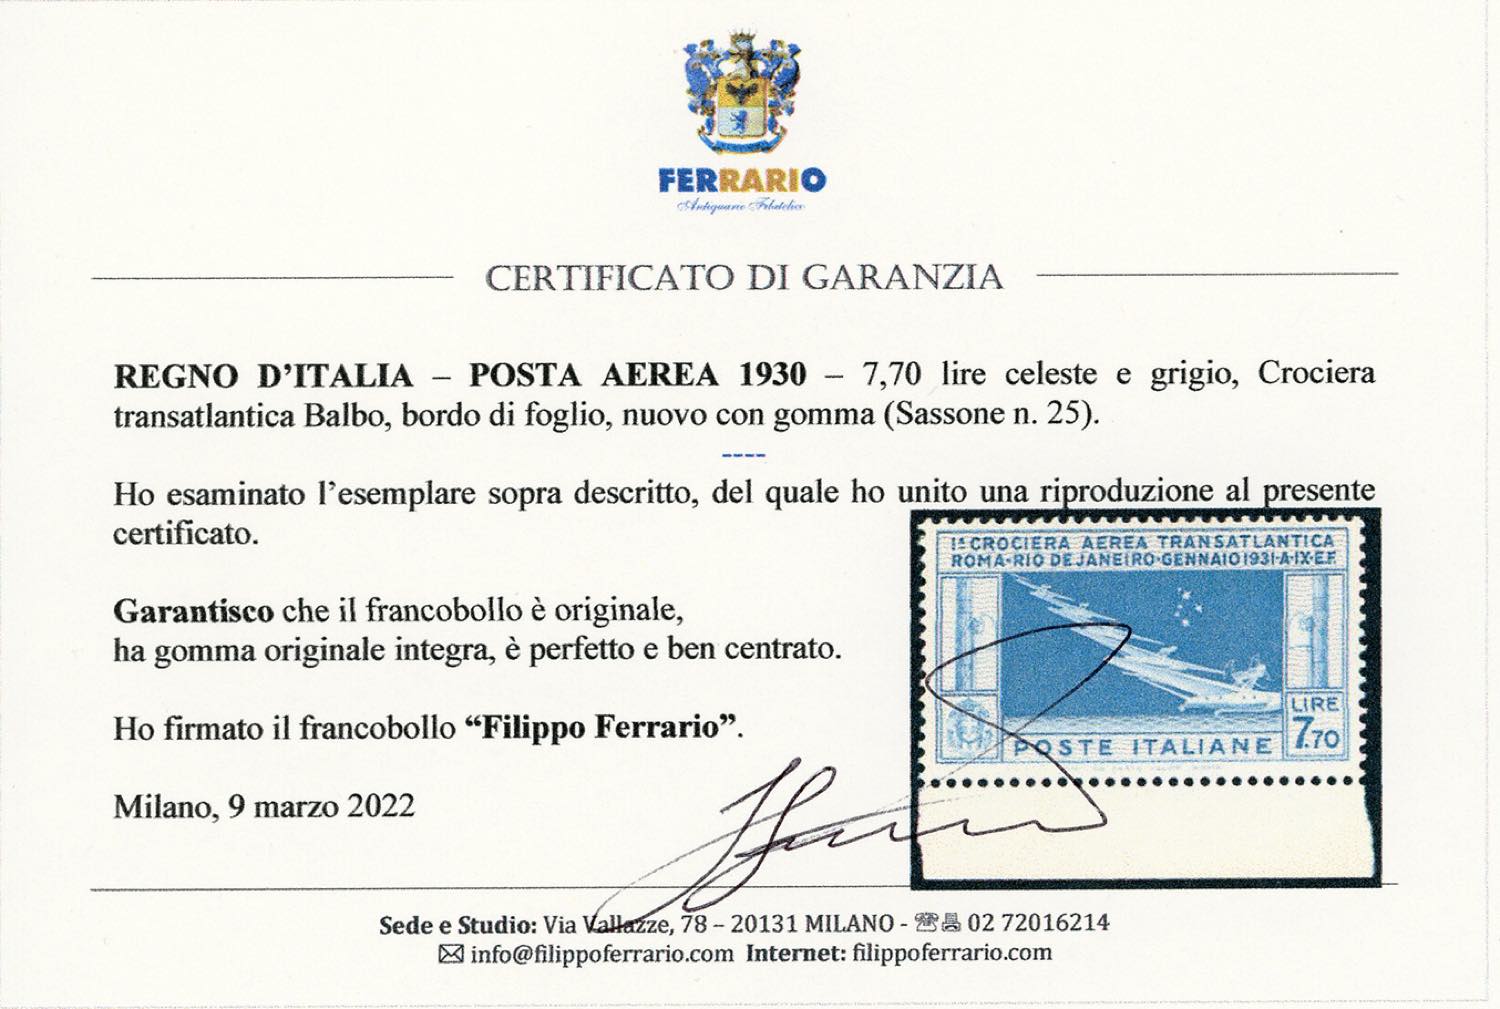 FERRARIO
Antiquario Filatelico
CERTIFICATO DI GARANZIA
REGNO D'ITALIA – POSTA AEREA 1930 – 7,70 lire celeste e grigio, Crociera
transatlantica Balbo, bordo di foglio, nuovo con gomma (Sassone n. 25).
----
Ho esaminato l'esemplare sopra descritto, del quale ho unito una riproduzione al presente
certificato.
Garantisco che il francobollo è originale,
ha gomma originale integra, è perfetto e ben centrato.
Ho firmato il francobollo “Filippo Ferrario”.
Milano, 9 marzo 2022
1ª CROCIERA AEREA TRANSATLANTICA
ROMA·RIO DE JANEIRO·GENNAIO 1931·A·IX·E.F.
LIRE
7.70
POSTE ITALIANE
Sede e Studio: Via Vallazze, 78 – 20131 MILANO - 02 72016214
info@filippoferrario.com Internet: filippoferrario.com